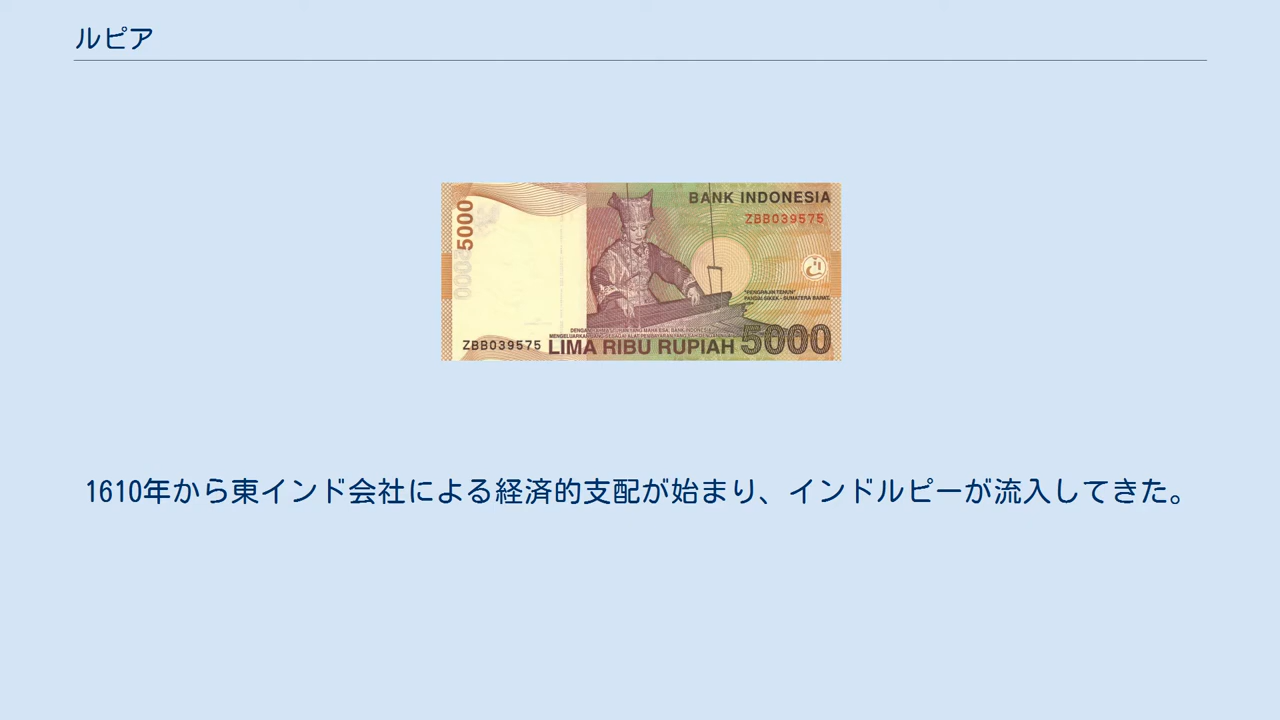 ルピア
BANK INDONESIA
ZBB039575
5000
"PENGRAJIN TENUN"
PANDAI SIKEK - SUMATERA BARAT
ZBB039575
LIMA RIBU RUPIAH 5000
1610年から東インド会社による経済的支配が始まり、インドルピーが流入してきた。